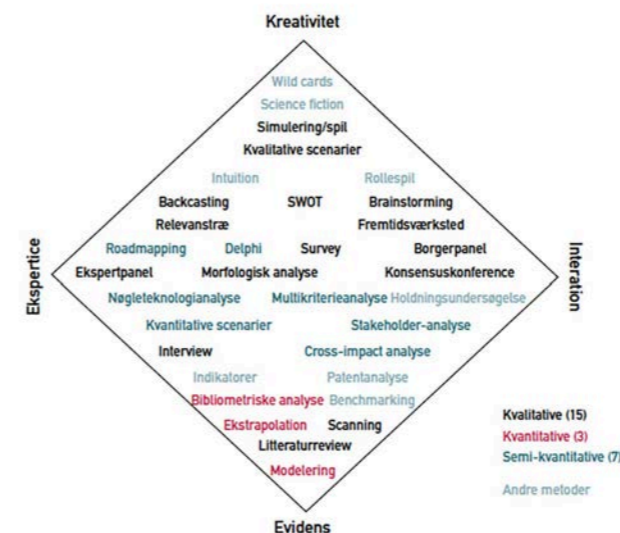 Kreativitet
Wild cards
Science fiction
Simulering/spil
Kvalitative scenarier
Intuition Rollespil
Backcasting SWOT Brainstorming
Relevanstræ Fremtidsværksted
Roadmapping Delphi Survey Borgerpanel
Ekspertpanel Morfologisk analyse Konsensuskonference
Ekspertice
Interation
Nøgleteknologianalyse Multikriterieanalyse Holdningsundersøgelse
Kvantitative scenarier Stakeholder-analyse
Interview Cross-impact analyse
Indikatorer Patentanalyse
Bibliometriske analyse Benchmarking
Ekstrapolation Scanning
Litteraturreview
Modelering
Evidens
Kvalitative (15)
Kvantitative (3)
Semi-kvantitative (7)
Andre metoder